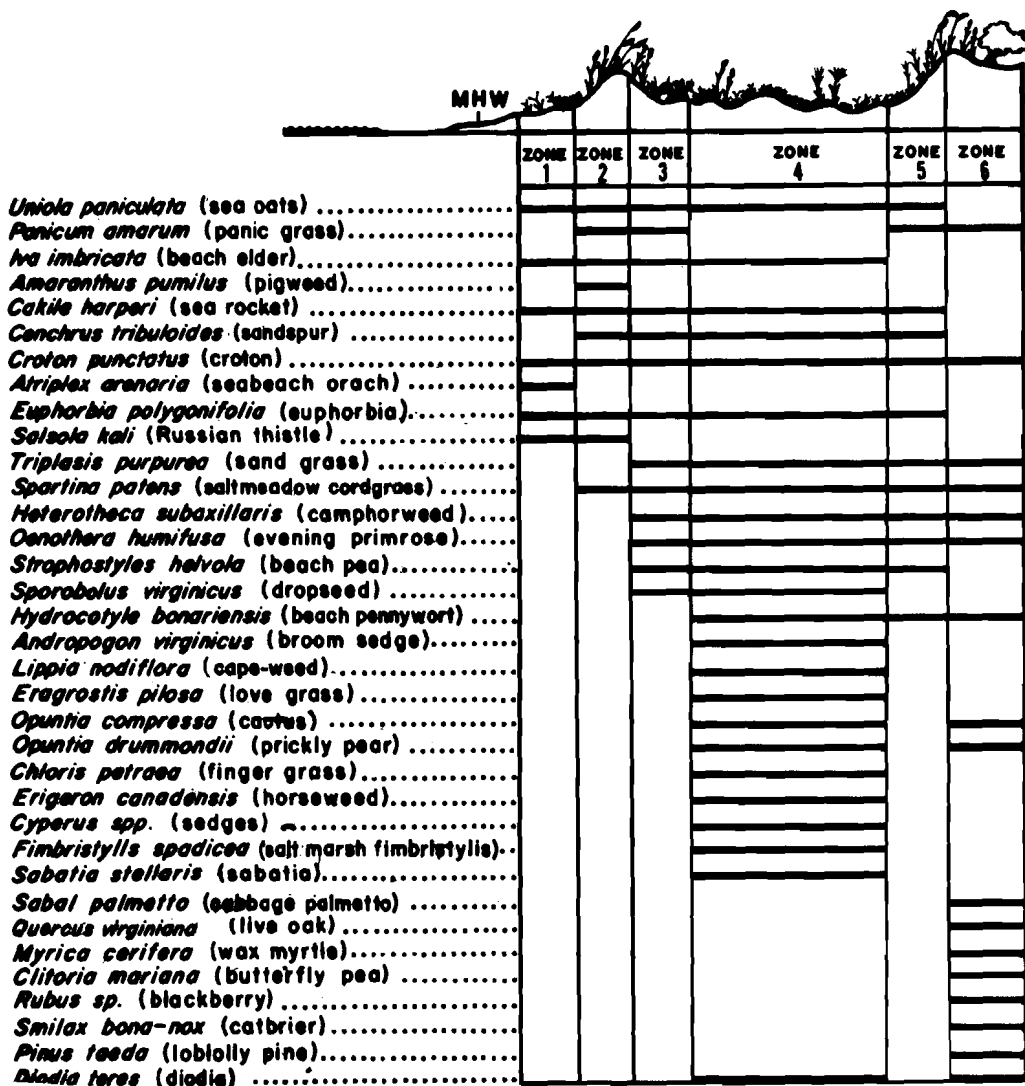 MHW
ZONE 1 ZONE 2 ZONE 3 ZONE 4 ZONE 5 ZONE 6
Uniola paniculata (sea oats)
Panicum amarum (panic grass)
Iva imbricata (beach elder)
Amaranthus pumilus (pigweed)
Cakile harperi (sea rocket)
Cenchrus tribuloides (sandspur)
Croton punctatus (croton)
Atriplex arenaria (seabeach orach)
Euphorbia polygonifolia (euphorbia)
Salsola kali (Russian thistle)
Triplasis purpurea (sand grass)
Spartina patens (saltmeadow cordgrass)
Heterotheca subaxillaris (camphorweed)
Oenothera humifusa (evening primrose)
Strophostyles helvola (beach pea)
Sporobolus virginicus (dropseed)
Hydrocotyle bonariensis (beach pennywort)
Andropogon virginicus (broom sedge)
Lippia nodiflora (cape-weed)
Eragrostis pilosa (love grass)
Opuntia compressa (cactus)
Opuntia drummondii (prickly pear)
Chloris petraea (finger grass)
Erigeron canadensis (horseweed)
Cyperus spp. (sedges)
Fimbristylis spadicea (salt marsh fimbristylis)
Sabatia stellaris (sabatia)
Sabal palmetto (cabbage palmetto)
Quercus virginiana (live oak)
Myrica cerifera (wax myrtle)
Clitoria mariana (butterfly pea)
Rubus sp. (blackberry)
Smilax bona-nox (catbrier)
Pinus taeda (loblolly pine)
Diodia teres (diodia)